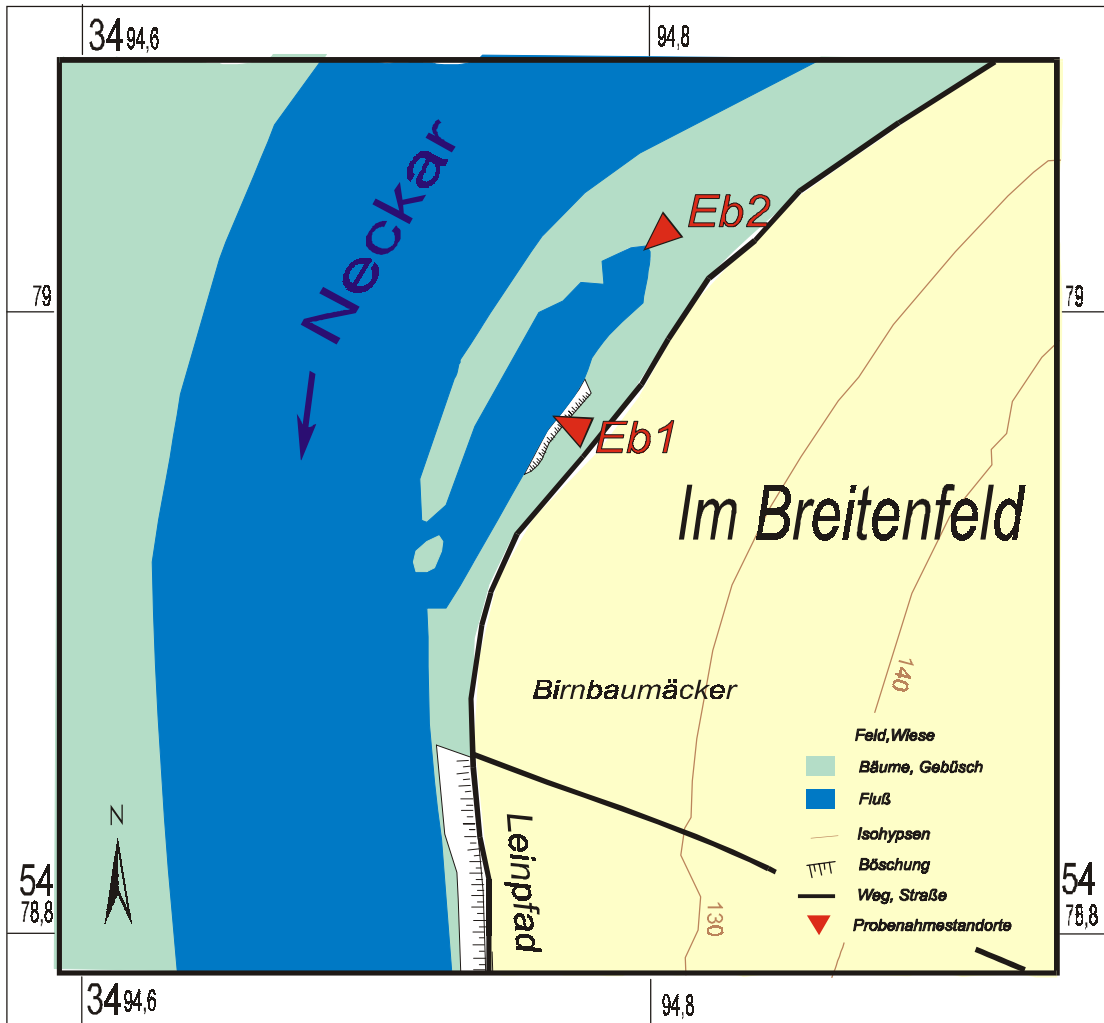 34 94,6
94,8
Neckar
Eb2
79
79
Eb1
Im Breitenfeld
Birnbaumäcker
140
Feld,Wiese
Bäume, Gebüsch
Fluß
Isohypsen
Böschung
Weg, Straße
Probenahmestandorte
N
Leinpfad
130
54
78,8
54
78,8
34 94,6
94,8